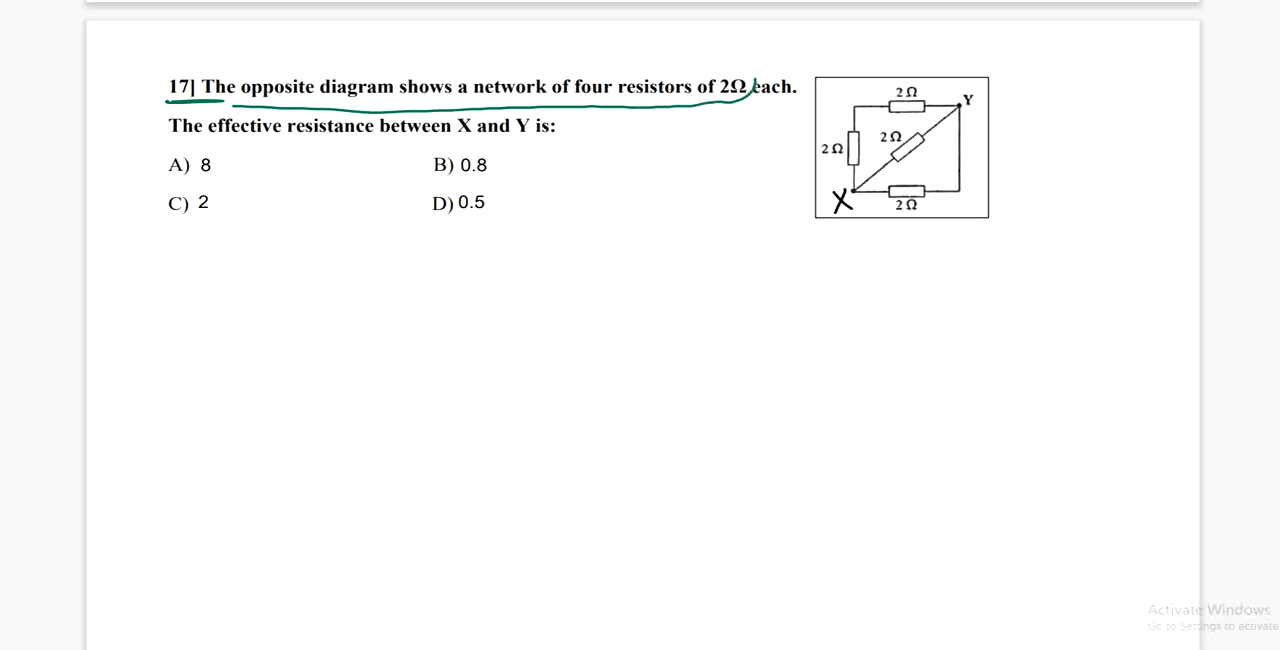 17] The opposite diagram shows a network of four resistors of 2Ω each.
The effective resistance between X and Y is:
A) 8
B) 0.8
C) 2
D) 0.5
2Ω
Y
2Ω
2Ω
X
2Ω
Activate Windows
Go to Settings to activate